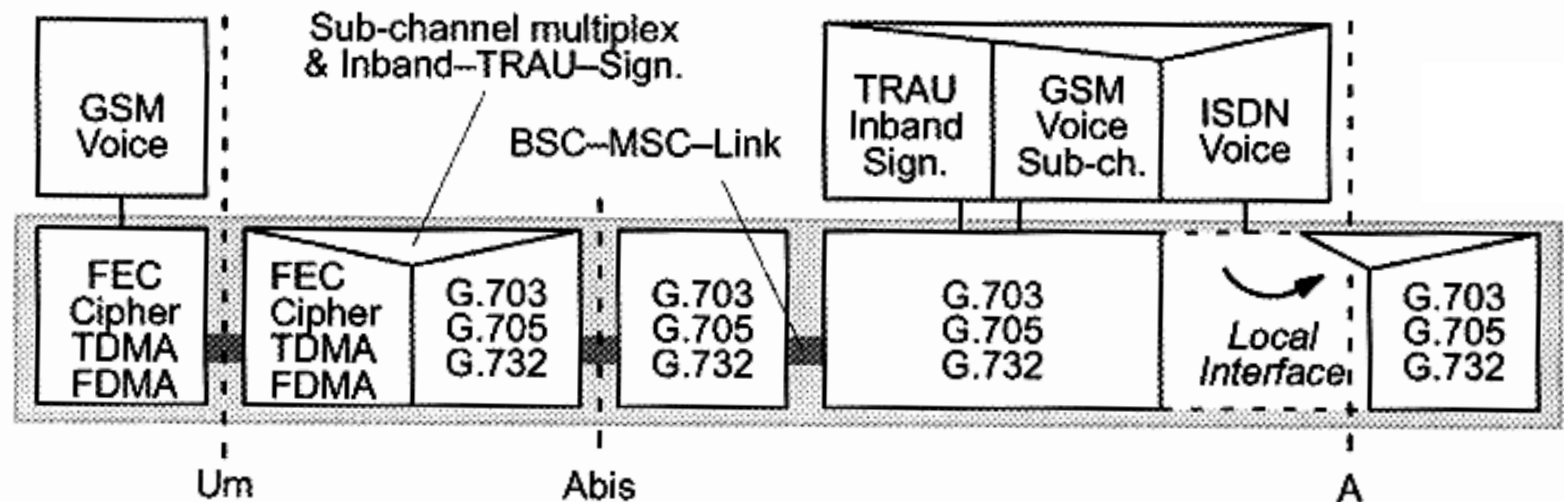 GSM
Voice
Sub-channel multiplex
& Inband–TRAU–Sign.
BSC–MSC–Link
TRAU
Inband
Sign.
GSM
Voice
Sub-ch.
ISDN
Voice
FEC
Cipher
TDMA
FDMA
FEC
Cipher
TDMA
FDMA
G.703
G.705
G.732
G.703
G.705
G.732
G.703
G.705
G.732
Local
Interface
G.703
G.705
G.732
Um
Abis
A